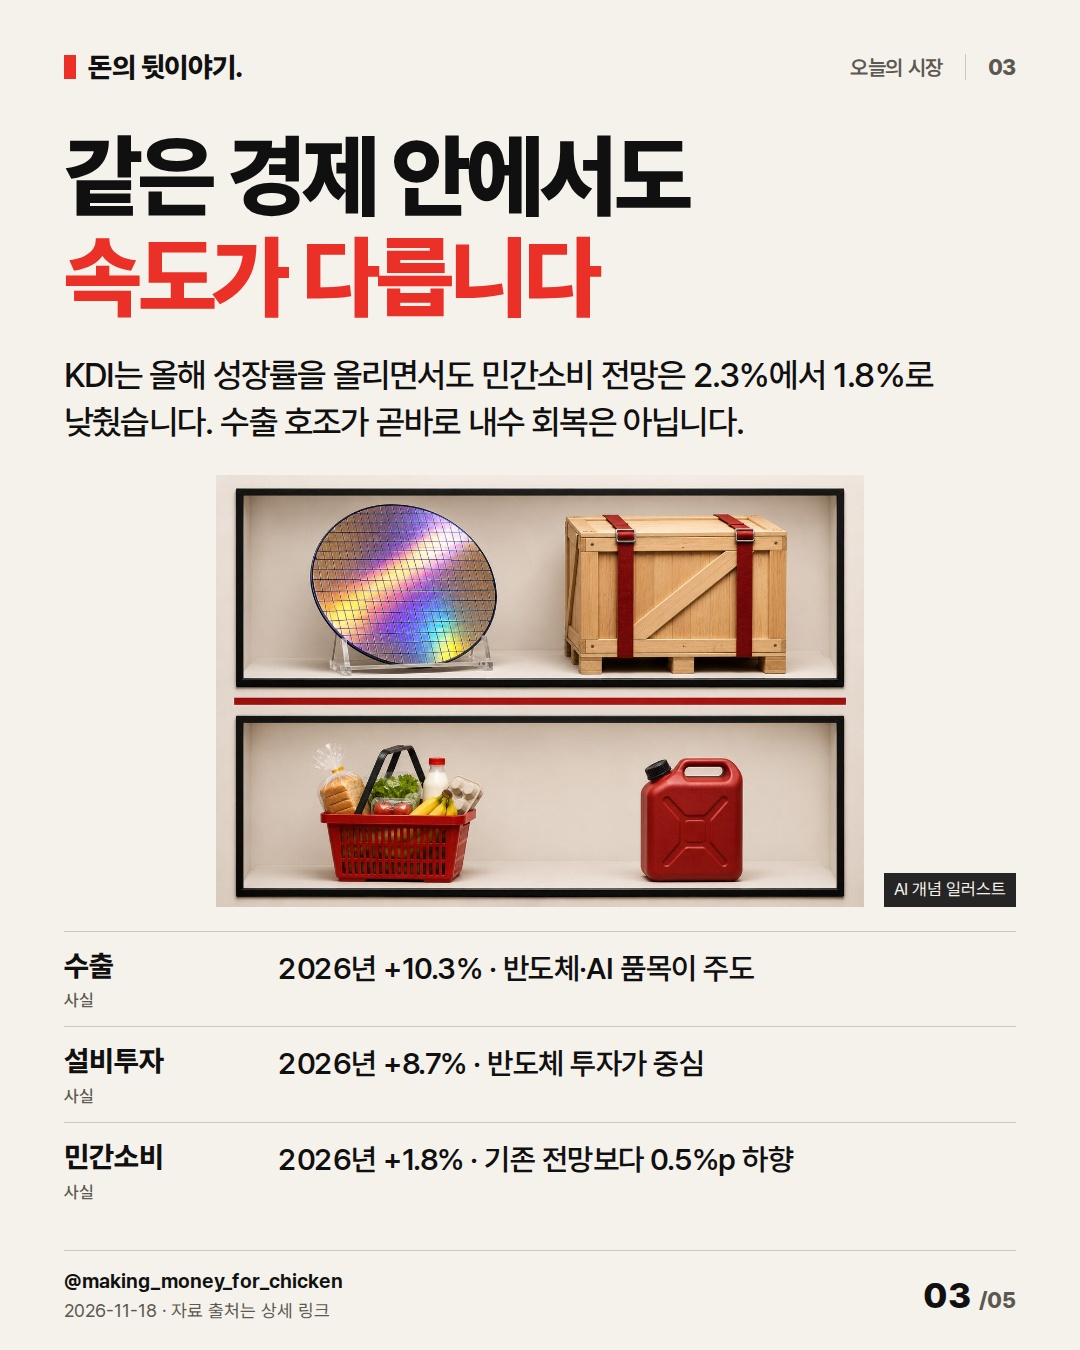 돈의 뒷이야기.
오늘의 시장 03
같은 경제 안에서도
속도가 다릅니다
KDI는 올해 성장률을 올리면서도 민간소비 전망은 2.3%에서 1.8%로
낮췄습니다. 수출 호조가 곧바로 내수 회복은 아닙니다.
AI 개념 일러스트
수출
2026년 +10.3% · 반도체·AI 품목이 주도
사실
설비투자
2026년 +8.7% · 반도체 투자가 중심
사실
민간소비
2026년 +1.8% · 기존 전망보다 0.5%p 하향
사실
@making_money_for_chicken
2026-11-18 · 자료 출처는 상세 링크
03 /05